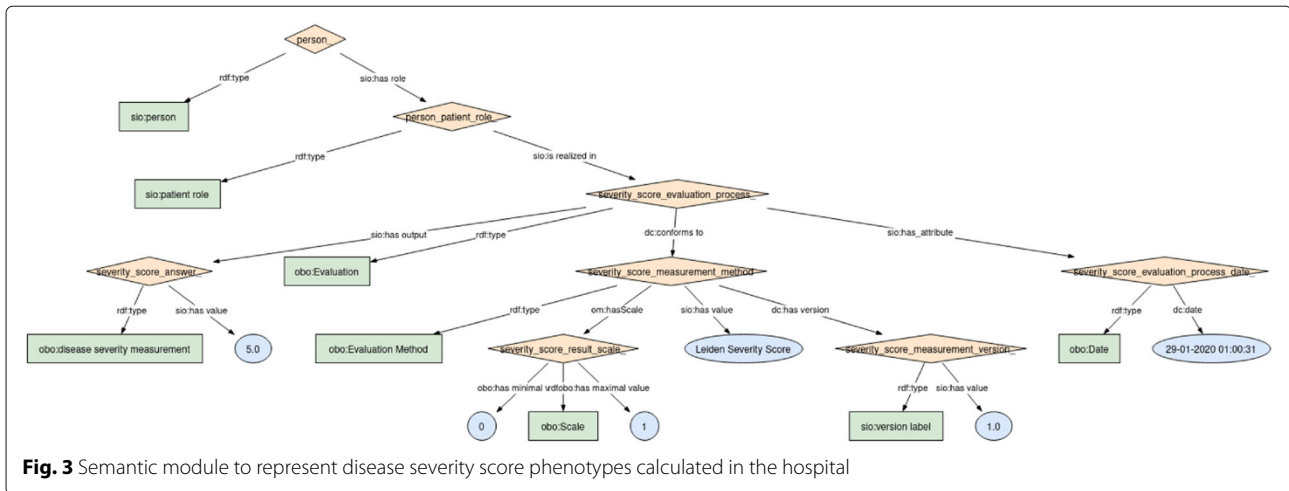 person_
rdf:type
sio:has role
sio:person
person_patient_role_
rdf:type
sio:is realized in
sio:patient role
severity_score_evaluation_process_
sio:has output
rdf:type
dc:conforms to
sio:has_attribute
severity_score_answer_
obo:Evaluation
severity_score_measurement_method
severity_score_evaluation_process_date_
rdf:type
sio:has value
rdf:type
om:hasScale
sio:has value
dc:has version
rdf:type
dc:date
obo:disease severity measurement
5.0
obo:Evaluation Method
severity_score_result_scale_
Leiden Severity Score
severity_score_measurement_version_
obo:Date
29-01-2020 01:00:31
obo:has minimal
obo:has maximal value
rdf:type
sio:has value
0
obo:Scale
1
sio:version label
1.0
Fig. 3 Semantic module to represent disease severity score phenotypes calculated in the hospital